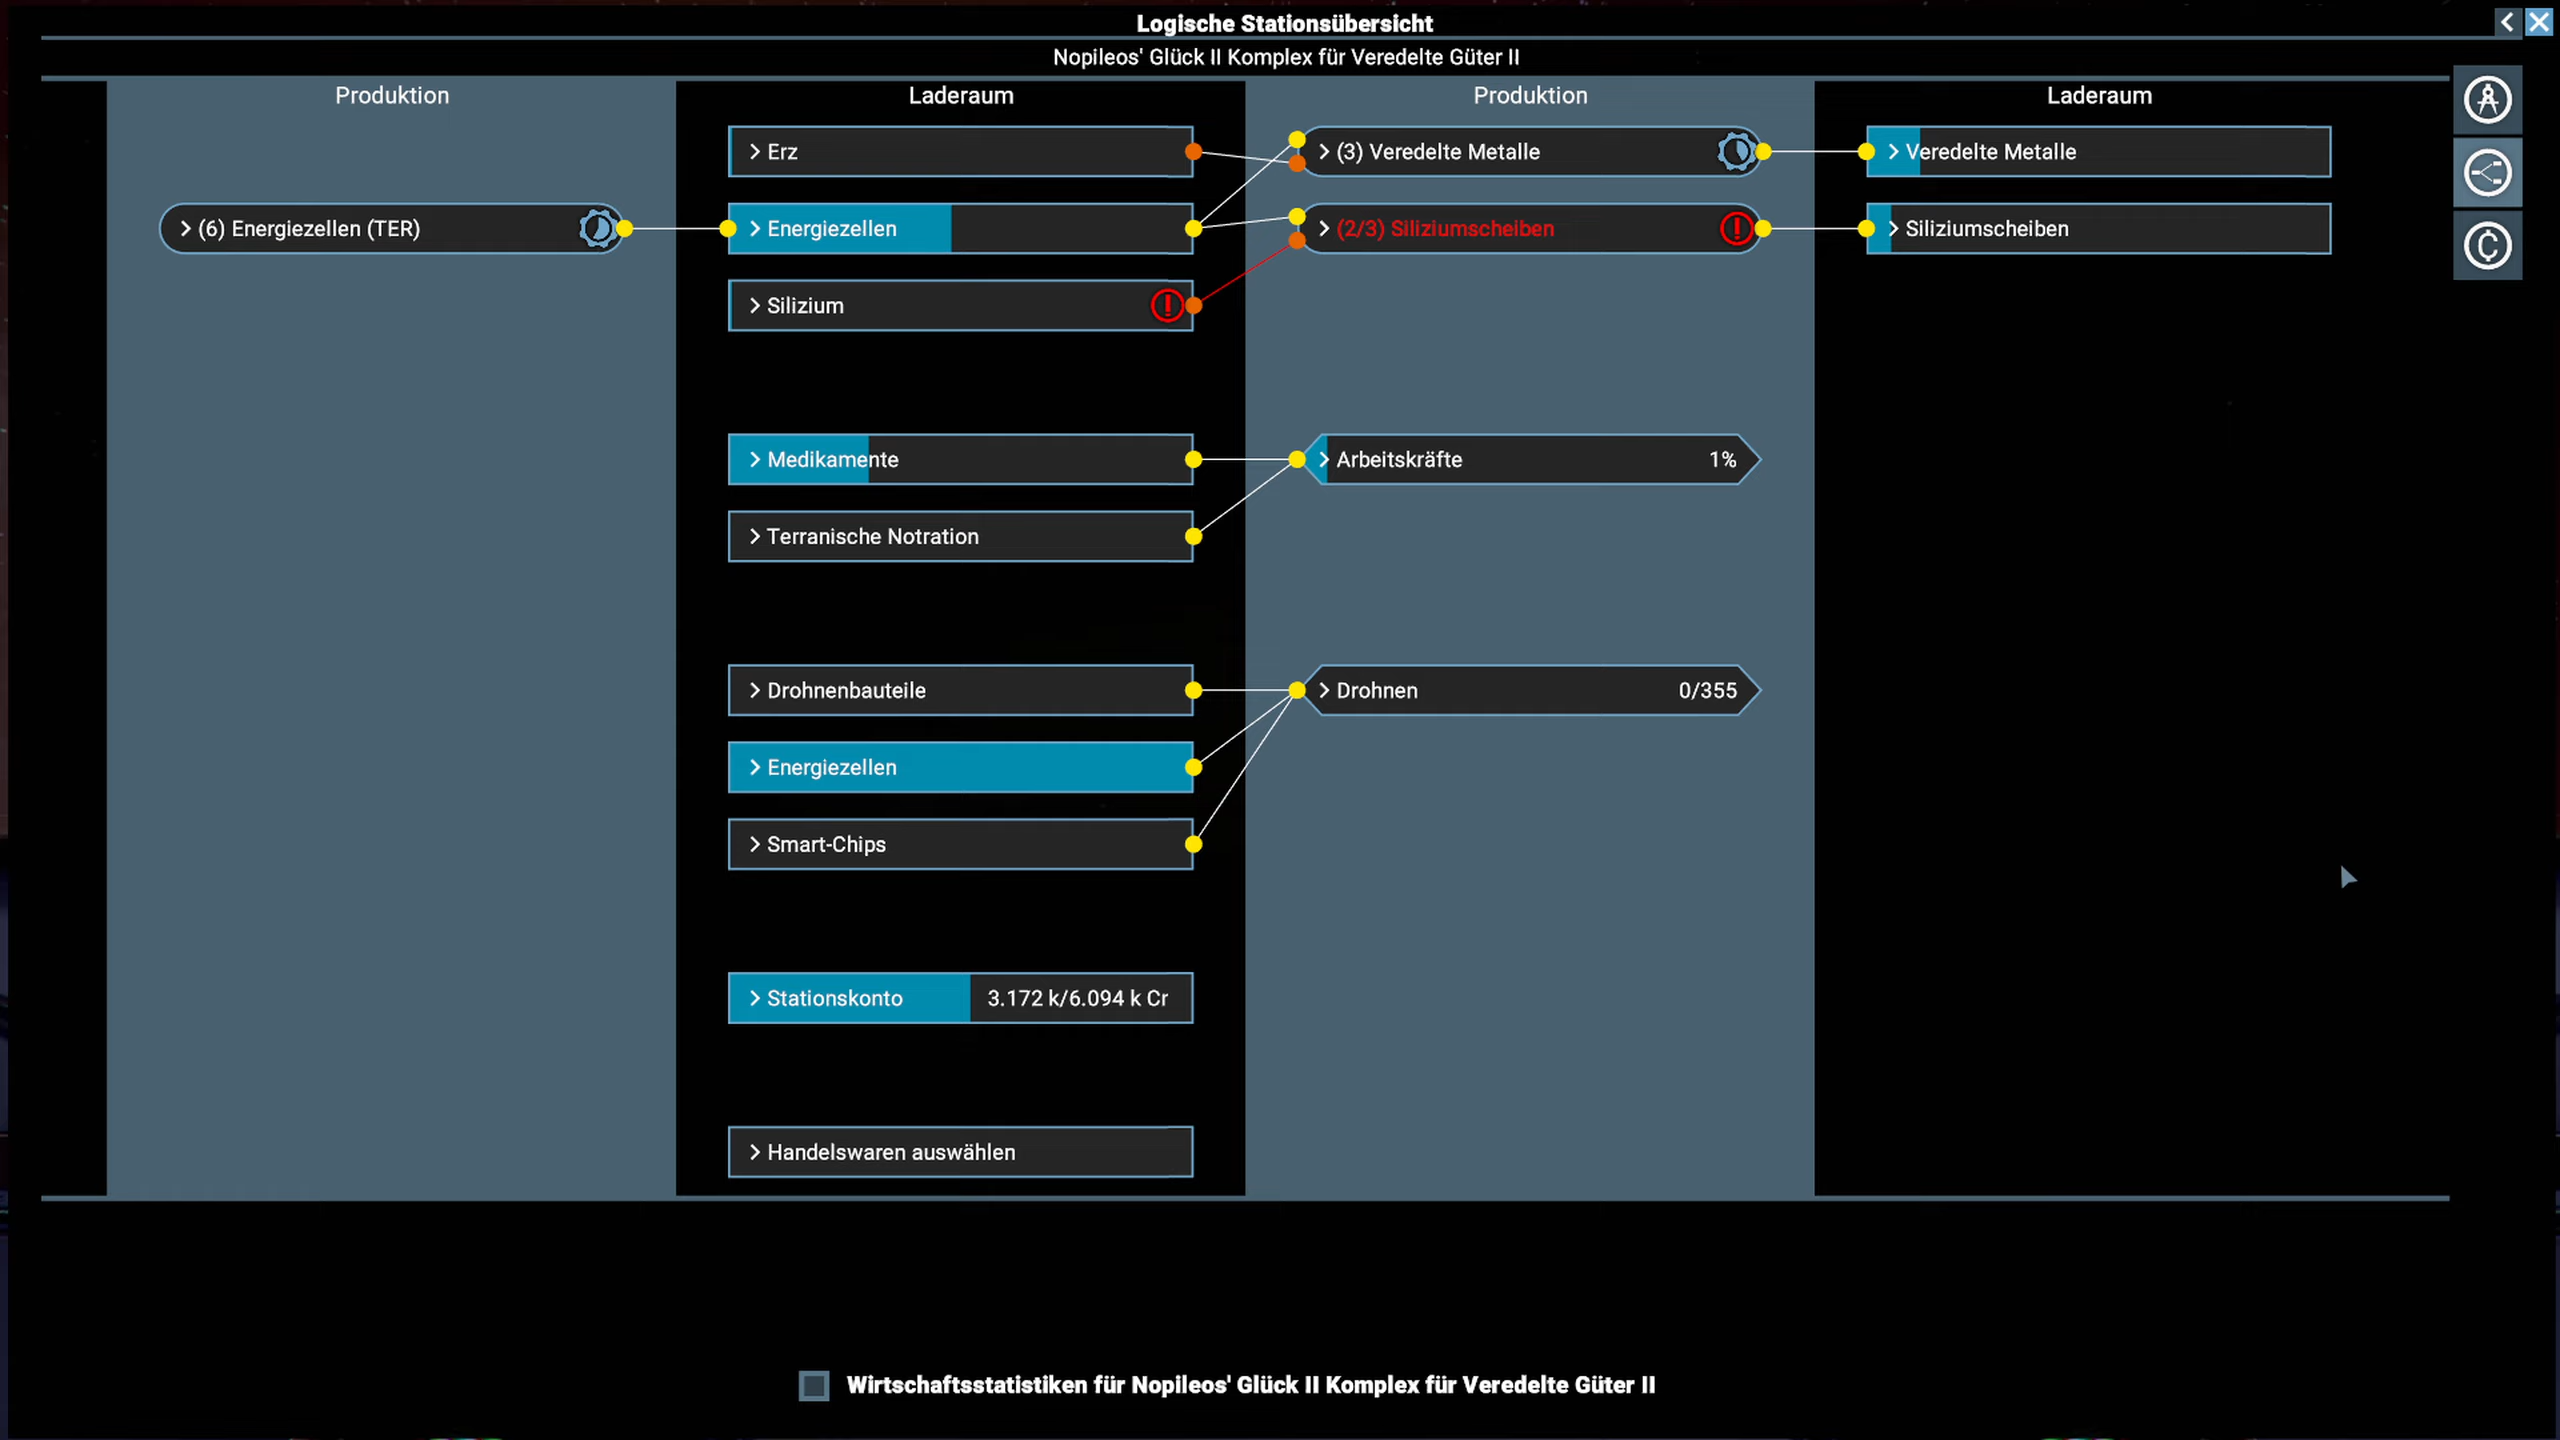 Logische Stationsübersicht
Nopileos' Glück II Komplex für Veredelte Güter II
Produktion Laderaum Produktion Laderaum
Erz (3) Veredelte Metalle Veredelte Metalle
(6) Energiezellen (TER) Energiezellen (2/3) Siliziumscheiben Siliziumscheiben
Silizium
Medikamente Arbeitskräfte 1%
Terranische Notration
Drohnenbauteile Drohnen 0/355
Energiezellen
Smart-Chips
Stationskonto 3.172 k/6.094 k Cr
Handelswaren auswählen
Wirtschaftsstatistiken für Nopileos' Glück II Komplex für Veredelte Güter II